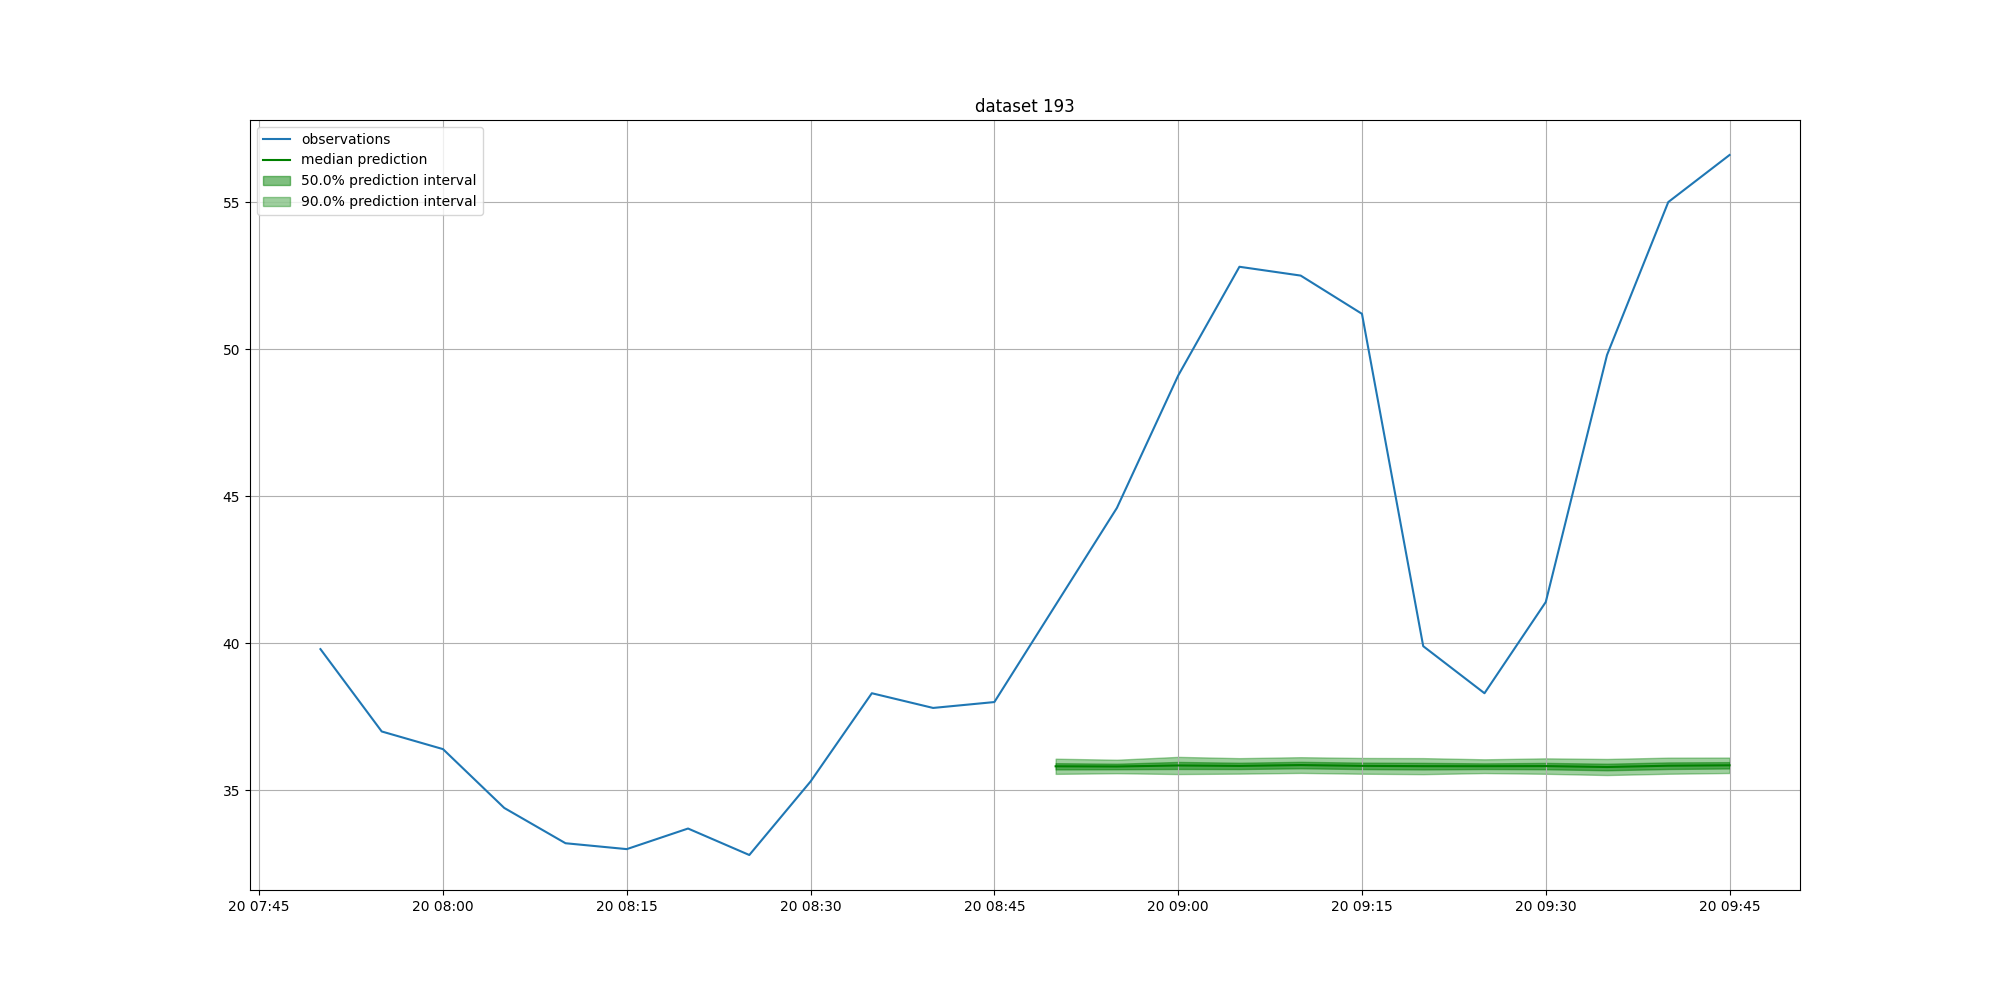 dataset 193
observations
median prediction
50.0% prediction interval
90.0% prediction interval
55
50
45
40
35
20 07:45
20 08:00
20 08:15
20 08:30
20 08:45
20 09:00
20 09:15
20 09:30
20 09:45